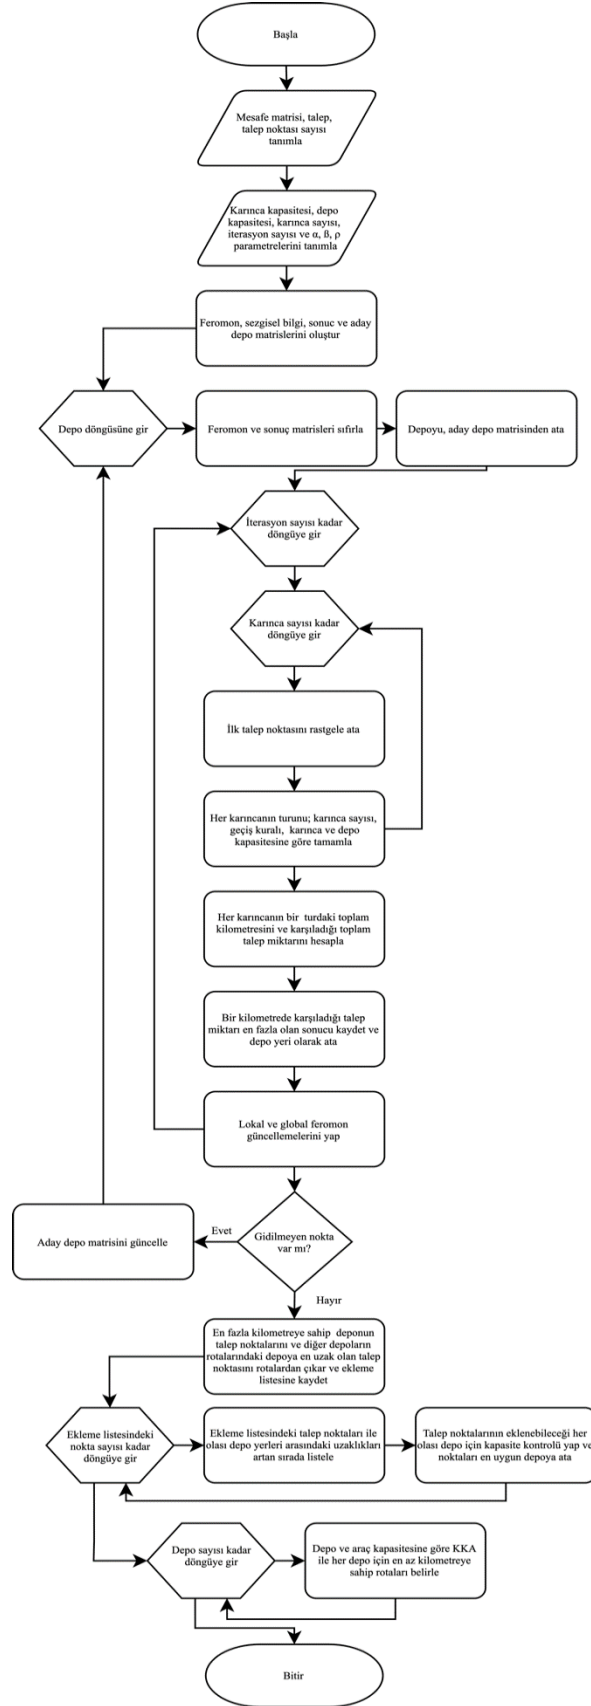 Başla
Mesafe matrisi, talep,
talep noktası sayısı
tanımla
Karınca kapasitesi, depo
kapasitesi, karınca sayısı,
iterasyon sayısı ve α, ß, ρ
parametrelerini tanımla
Feromon, sezgisel bilgi, sonuc ve aday
depo matrislerini oluştur
Depo döngüsüne gir
Feromon ve sonuç matrisleri sıfırla
Depoyu, aday depo matrisinden ata
İterasyon sayısı kadar
döngüye gir
Karınca sayısı kadar
döngüye gir
İlk talep noktasını rastgele ata
Her karıncanın turunu; karınca sayısı,
geçiş kuralı, karınca ve depo
kapasitesine göre tamamla
Her karıncanın bir turdaki toplam
kilometresini ve karşıladığı toplam
talep miktarını hesapla
Bir kilometrede karşıladığı talep
miktarı en fazla olan sonucu kaydet ve
depo yeri olarak ata
Lokal ve global feromon
güncellemelerini yap
Gidilmeyen nokta
var mı?
Evet
Aday depo matrisini güncelle
Hayır
En fazla kilometreye sahip deponun
talep noktalarını ve diğer depoların
rotalarındaki depoya en uzak olan talep
noktasını rotalardan çıkar ve ekleme
listesine kaydet
Ekleme listesindeki
nokta sayısı kadar
döngüye gir
Ekleme listesindeki talep noktaları ile
olası depo yerleri arasındaki uzaklıkları
artan sırada listele
Talep noktalarının eklenebileceği her
olası depo için kapasite kontrolü yap ve
noktaları en uygun depoya ata
Depo sayısı kadar
döngüye gir
Depo ve araç kapasitesine göre KKA
ile her depo için en az kilometreye
sahip rotaları belirle
Bitir